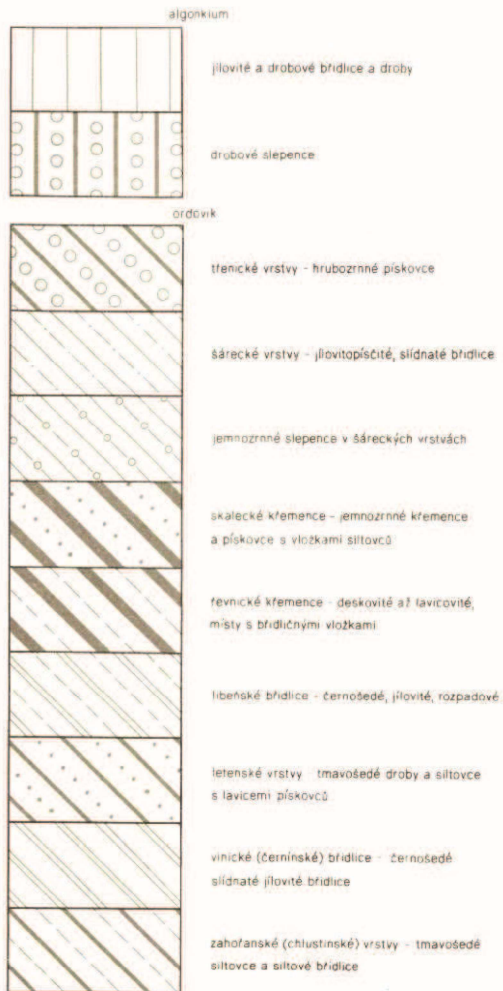 algonkium
jílovité a drobové břidlice a droby
drobové slepence
ordovik
třenické vrstvy - hrubozrnné pískovce
šárecké vrstvy - jílovitopísčité, slídnaté břidlice
jemnozrnné slepence v šáreckých vrstvách
skalecké křemence - jemnozrnné křemence
a pískovce s vložkami siltovců
řevnické křemence - deskovité až lavicovité,
místy s břidličnými vložkami
libeňské břidlice - černošedé, jílovité, rozpadové
letenské vrstvy - tmavošedé droby a siltovce
s lavicemi pískovců
vinické (černínské) břidlice - černošedé
slídnaté jílovité břidlice
zahořanské (chlustinské) vrstvy - tmavošedé
siltovce a siltové břidlice